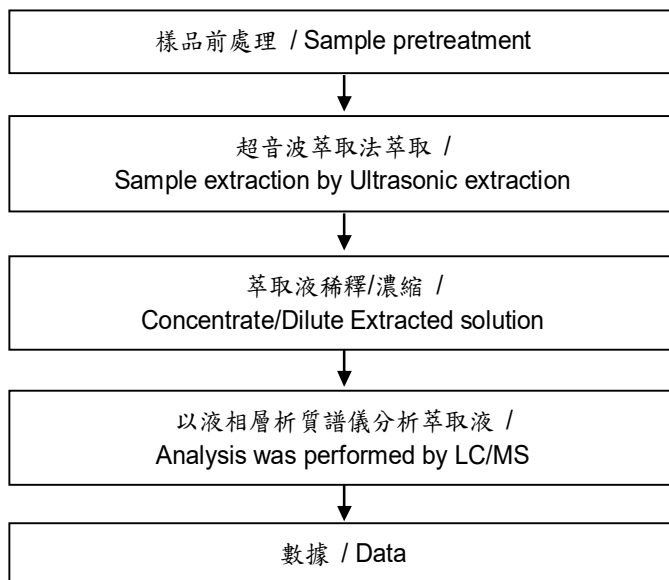 樣品前處理 / Sample pretreatment
超音波萃取法萃取 /
Sample extraction by Ultrasonic extraction
萃取液稀釋/濃縮 /
Concentrate/Dilute Extracted solution
以液相層析質譜儀分析萃取液 /
Analysis was performed by LC/MS
數據 / Data